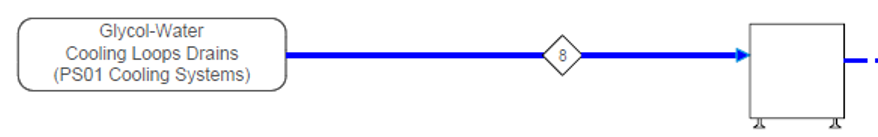 Glycol-Water
Cooling Loops Drains
(PS01 Cooling Systems)
8